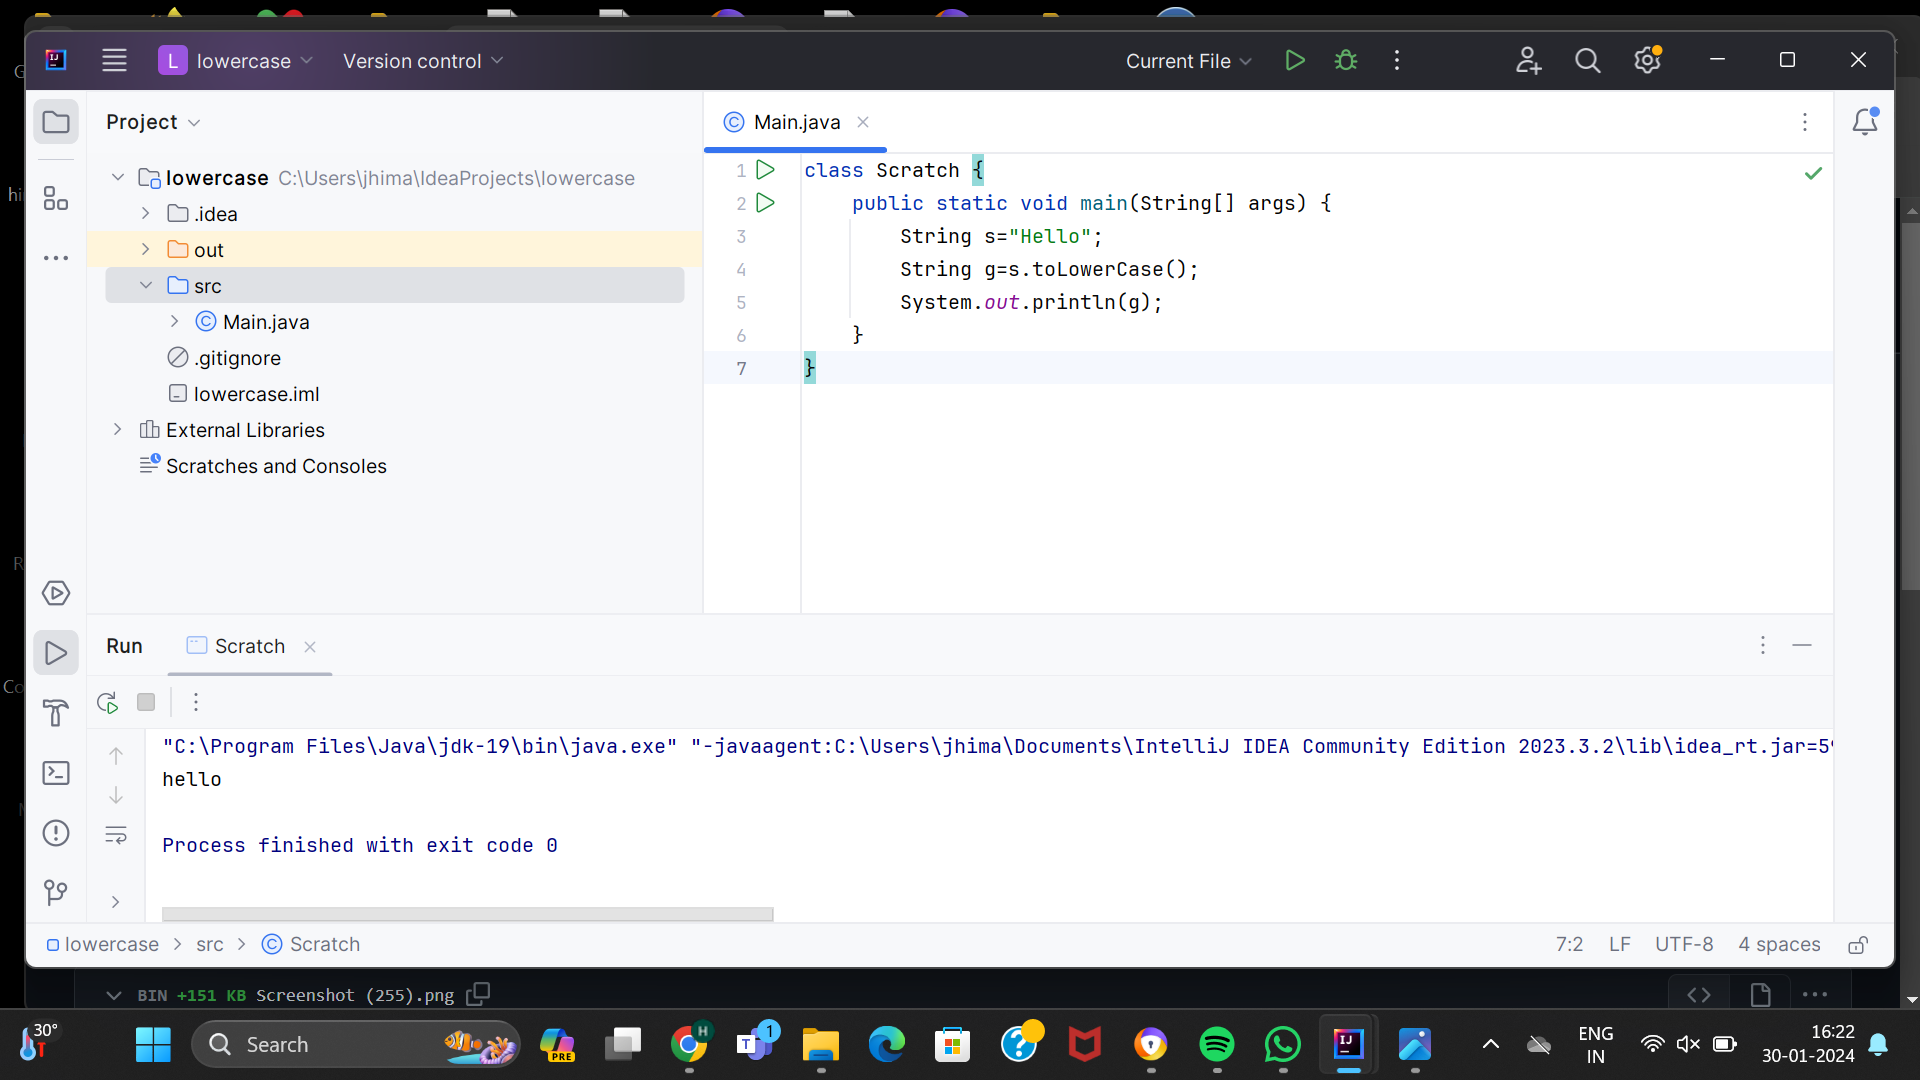 lowercase
Version control
Current File
Project
Main.java
lowercase C:\Users\jhima\IdeaProjects\lowercase
.idea
out
src
Main.java
.gitignore
lowercase.iml
External Libraries
Scratches and Consoles
1 class Scratch {
2 public static void main(String[] args) {
3 String s="Hello";
4 String g=s.toLowerCase();
5 System.out.println(g);
6 }
7 }
Run
Scratch
"C:\Program Files\Java\jdk-19\bin\java.exe" "-javaagent:C:\Users\jhima\Documents\IntelliJ IDEA Community Edition 2023.3.2\lib\idea_rt.jar=5
hello
Process finished with exit code 0
lowercase > src > Scratch
7:2 LF UTF-8 4 spaces
BIN +151 KB Screenshot (255).png
30°
Search
PRE
ENG
IN
16:22
30-01-2024